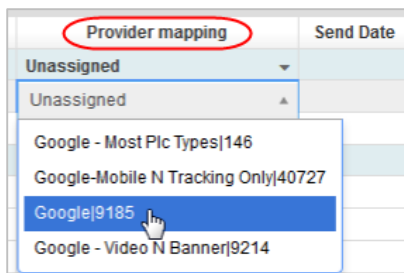 Provider mapping Send Date
Unassigned
Unassigned
Google - Most Plc Types|146
Google-Mobile N Tracking Only|40727
Google|9185
Google - Video N Banner|9214